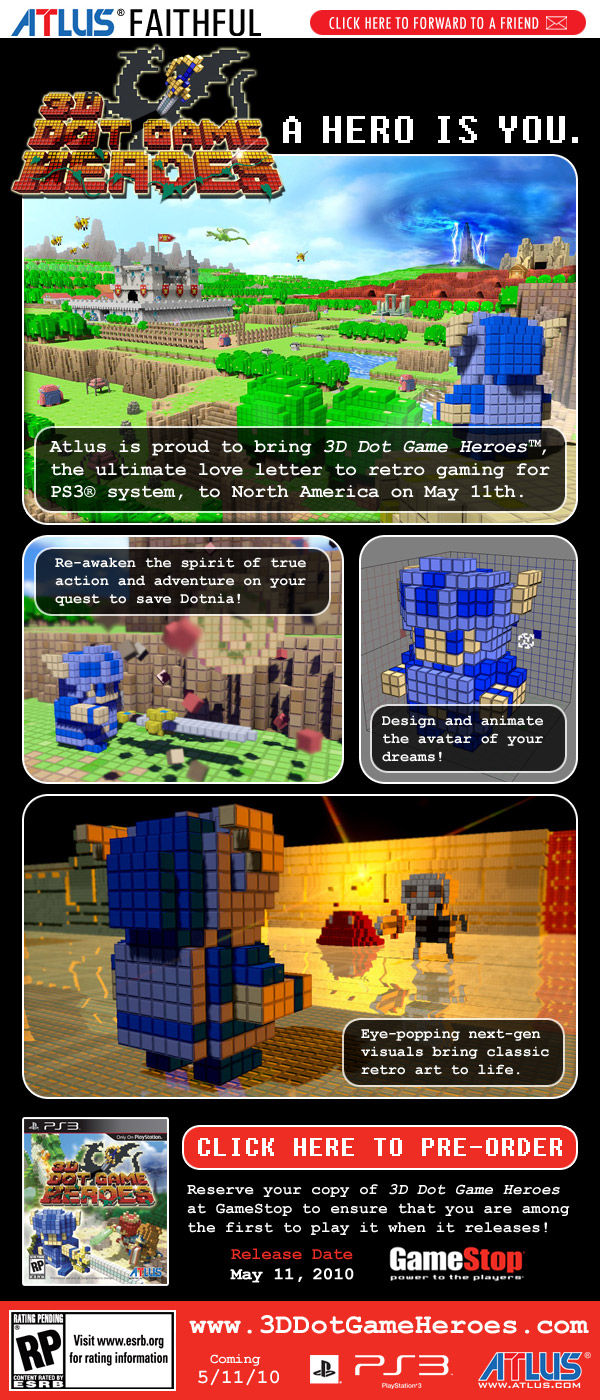 ATLUS® FAITHFUL
CLICK HERE TO FORWARD TO A FRIEND
3D
DOT GAME
HEROES
A HERO IS YOU.
Atlus is proud to bring 3D Dot Game Heroes™,
the ultimate love letter to retro gaming for
PS3® system, to North America on May 11th.
Re-awaken the spirit of true
action and adventure on your
quest to save Dotnia!
Design and animate
the avatar of your
dreams!
Eye-popping next-gen
visuals bring classic
retro art to life.
PS3
Only On PlayStation.
3D
DOT GAME
HEROES
RP
ESRB
ATLUS
CLICK HERE TO PRE-ORDER
Reserve your copy of 3D Dot Game Heroes
at GameStop to ensure that you are among
the first to play it when it releases!
Release Date
May 11, 2010
GameStop
power to the players
RATING PENDING
RP
CONTENT RATED BY
ESRB
Visit www.esrb.org
for rating information
www.3DDotGameHeroes.com
Coming
5/11/10
PS3
PlayStation®3
ATLUS®
WWW.ATLUS.COM